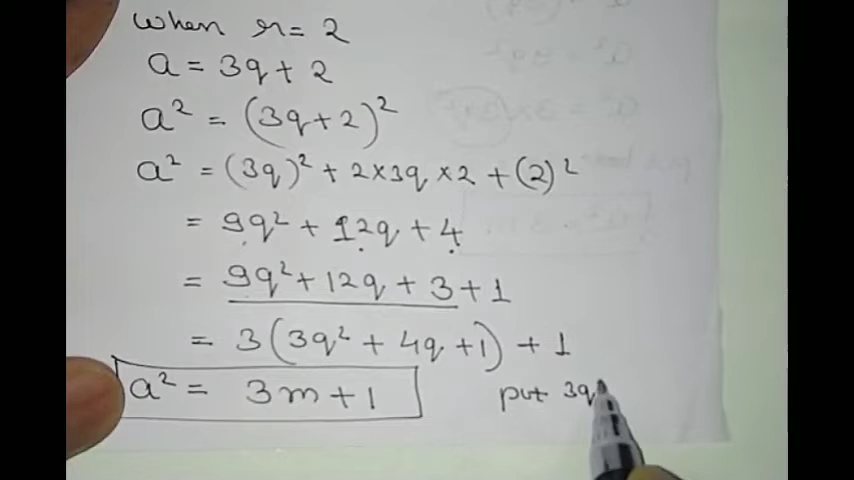 When r = 2
a = 3q + 2
a² = (3q + 2)²
a² = (3q)² + 2×3q×2 + (2)²
= 9q² + 12q + 4
= 9q² + 12q + 3 + 1
= 3(3q² + 4q + 1) + 1
a² = 3m + 1
put 3q